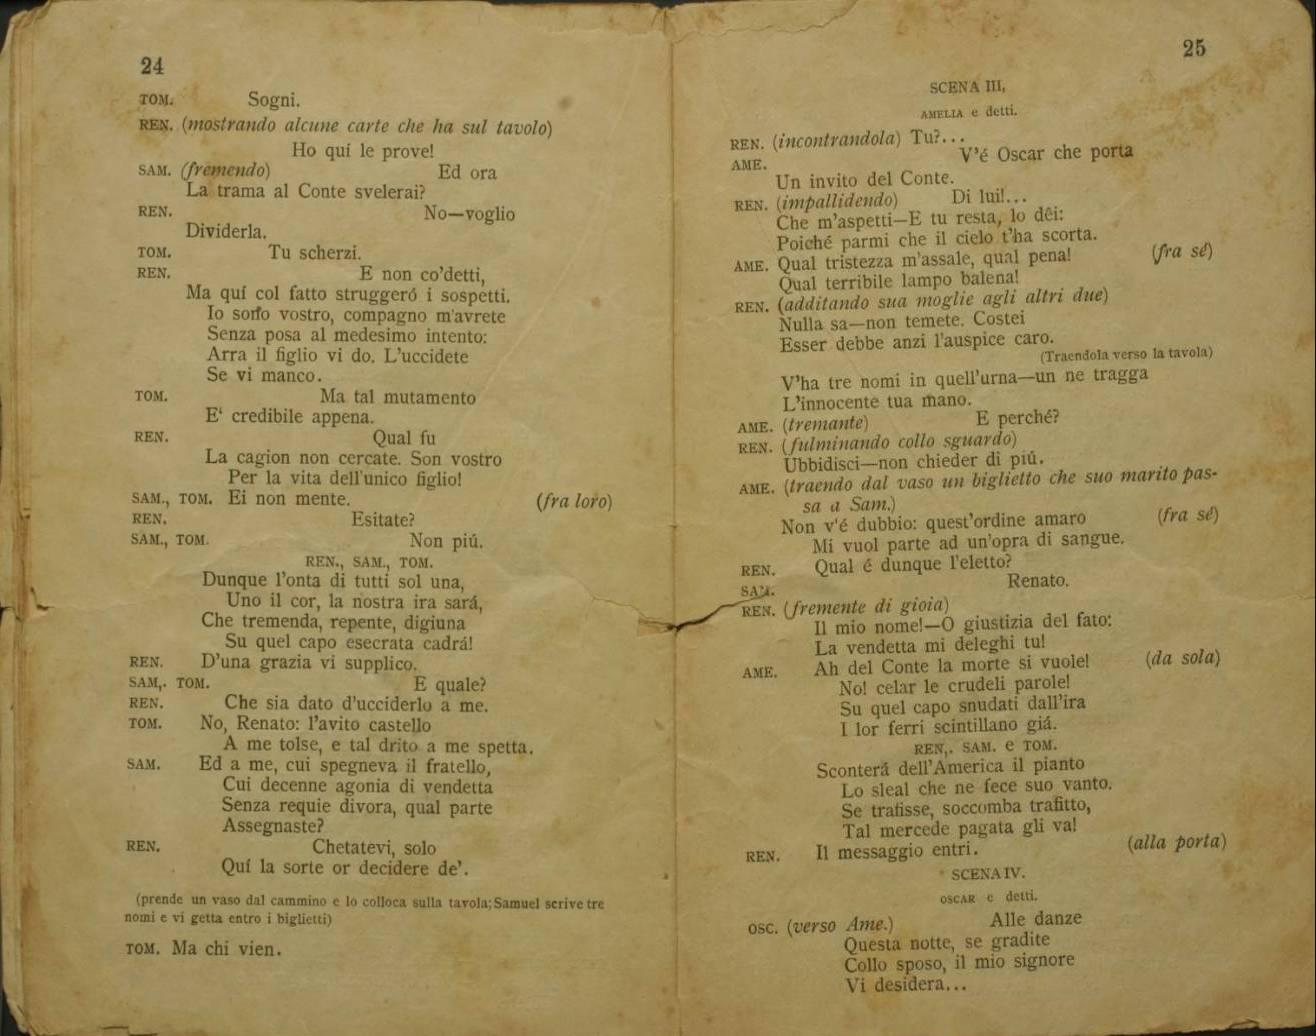 24
TOM. Sogni.
REN. (mostrando alcune carte che ha sul tavolo)
Ho quí le prove!
SAM. (fremendo) Ed ora
La trama al Conte svelerai?
REN. No—voglio
Dividerla.
TOM. Tu scherzi.
REN. E non co'detti,
Ma quí col fatto struggeró i sospetti.
Io sono vostro, compagno m'avrete
Senza posa al medesimo intento:
Arra il figlio vi do. L'uccidete
Se vi manco.
TOM. Ma tal mutamento
E' credibile appena.
REN. Qual fu
La cagion non cercate. Son vostro
Per la vita dell'unico figlio!
SAM., TOM. Ei non mente. (fra loro)
REN. Esitate?
SAM., TOM. Non piú.
REN., SAM., TOM.
Dunque l'onta di tutti sol una,
Uno il cor, la nostra ira sará,
Che tremenda, repente, digiuna
Su quel capo esecrata cadrá!
REN. D'una grazia vi supplico.
SAM,. TOM. E quale?
REN. Che sia dato d'ucciderlo a me.
TOM. No, Renato: l'avito castello
A me tolse, e tal drito a me spetta.
SAM. Ed a me, cui spegneva il fratello,
Cui decenne agonia di vendetta
Senza requie divora, qual parte
Assegnaste?
REN. Chetatevi, solo
Quí la sorte or decidere de'.
(prende un vaso dal cammino e lo colloca sulla tavola; Samuel scrive tre
nomi e vi getta entro i biglietti)
TOM. Ma chi vien.
25
SCENA III,
AMELIA e detti.
REN. (incontrandola) Tu?...
AME. V'é Oscar che porta
Un invito del Conte.
REN. (impallidendo) Di lui!...
Che m'aspetti—E tu resta, lo dêi:
Poiché parmi che il cielo t'ha scorta.
AME. Qual tristezza m'assale, qual pena! (fra sé)
Qual terribile lampo balena!
REN. (additando sua moglie agli altri due)
Nulla sa—non temete. Costei
Esser debbe anzi l'auspice caro.
(Traendola verso la tavola)
V'ha tre nomi in quell'urna—un ne tragga
L'innocente tua mano.
AME. (tremante) E perché?
REN. (fulminando collo sguardo)
Ubbidisci—non chieder di piú.
AME. (traendo dal vaso un biglietto che suo marito pas-
sa a Sam.)
Non v'é dubbio: quest'ordine amaro (fra sé)
Mi vuol parte ad un'opra di sangue.
REN. Qual é dunque l'eletto?
SAM. Renato.
REN. (fremente di gioia)
Il mio nome!—O giustizia del fato:
La vendetta mi deleghi tu!
AME. Ah del Conte la morte si vuole! (da sola)
No! celar le crudeli parole!
Su quel capo snudati dall'ira
I lor ferri scintillano giá.
REN,. SAM. e TOM.
Sconterá dell'America il pianto
Lo sleal che ne fece suo vanto.
Se trafisse, soccomba trafitto,
Tal mercede pagata gli va!
REN. Il messaggio entri. (alla porta)
SCENA IV.
OSCAR e detti.
OSC. (verso Ame.) Alle danze
Questa notte, se gradite
Collo sposo, il mio signore
Vi desidera...